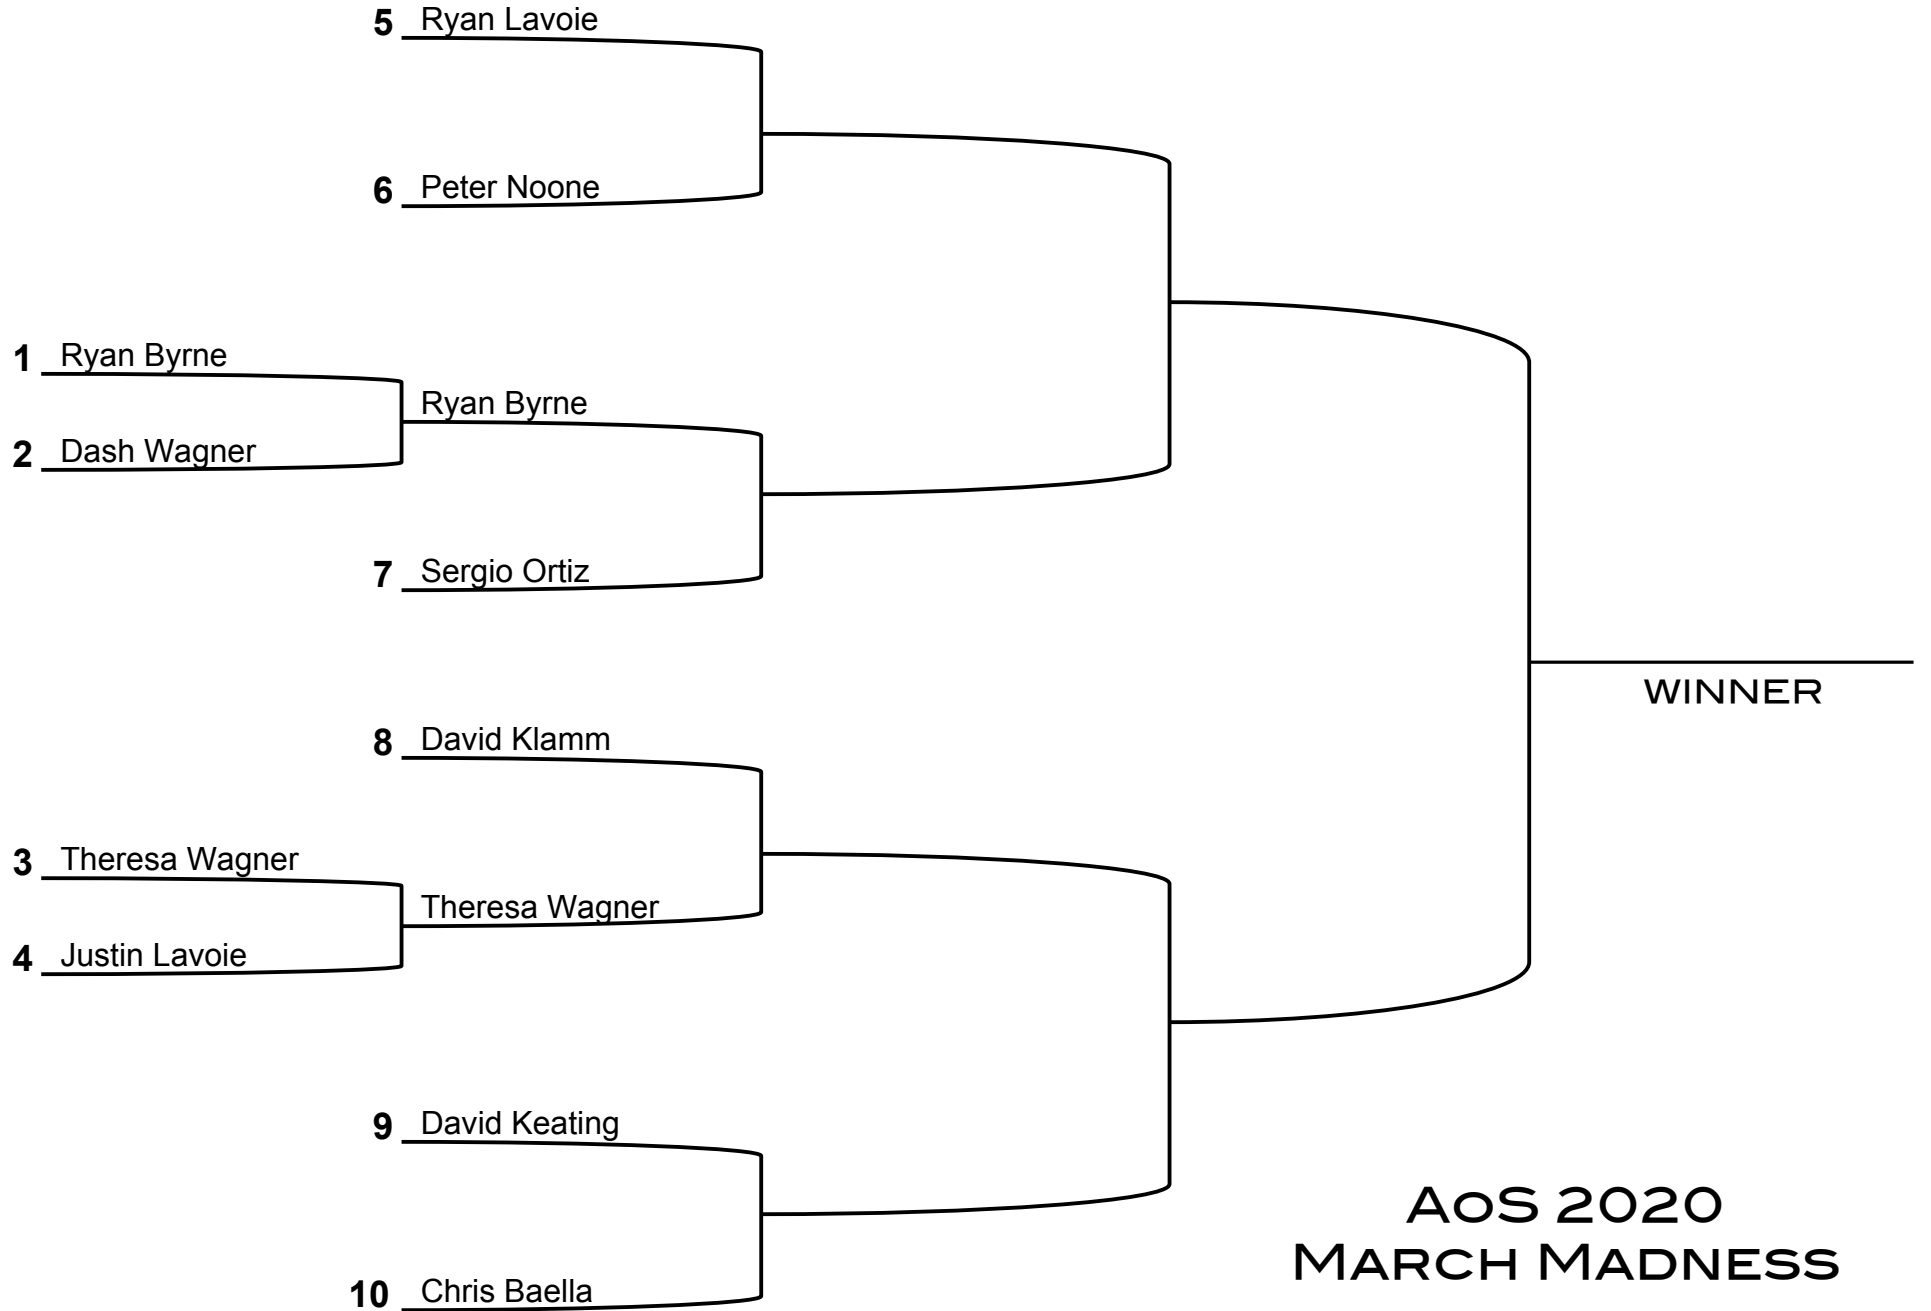 5 Ryan Lavoie
6 Peter Noone
1 Ryan Byrne
Ryan Byrne
2 Dash Wagner
7 Sergio Ortiz
WINNER
8 David Klamm
3 Theresa Wagner
Theresa Wagner
4 Justin Lavoie
9 David Keating
10 Chris Baella
AoS 2020
March Madness